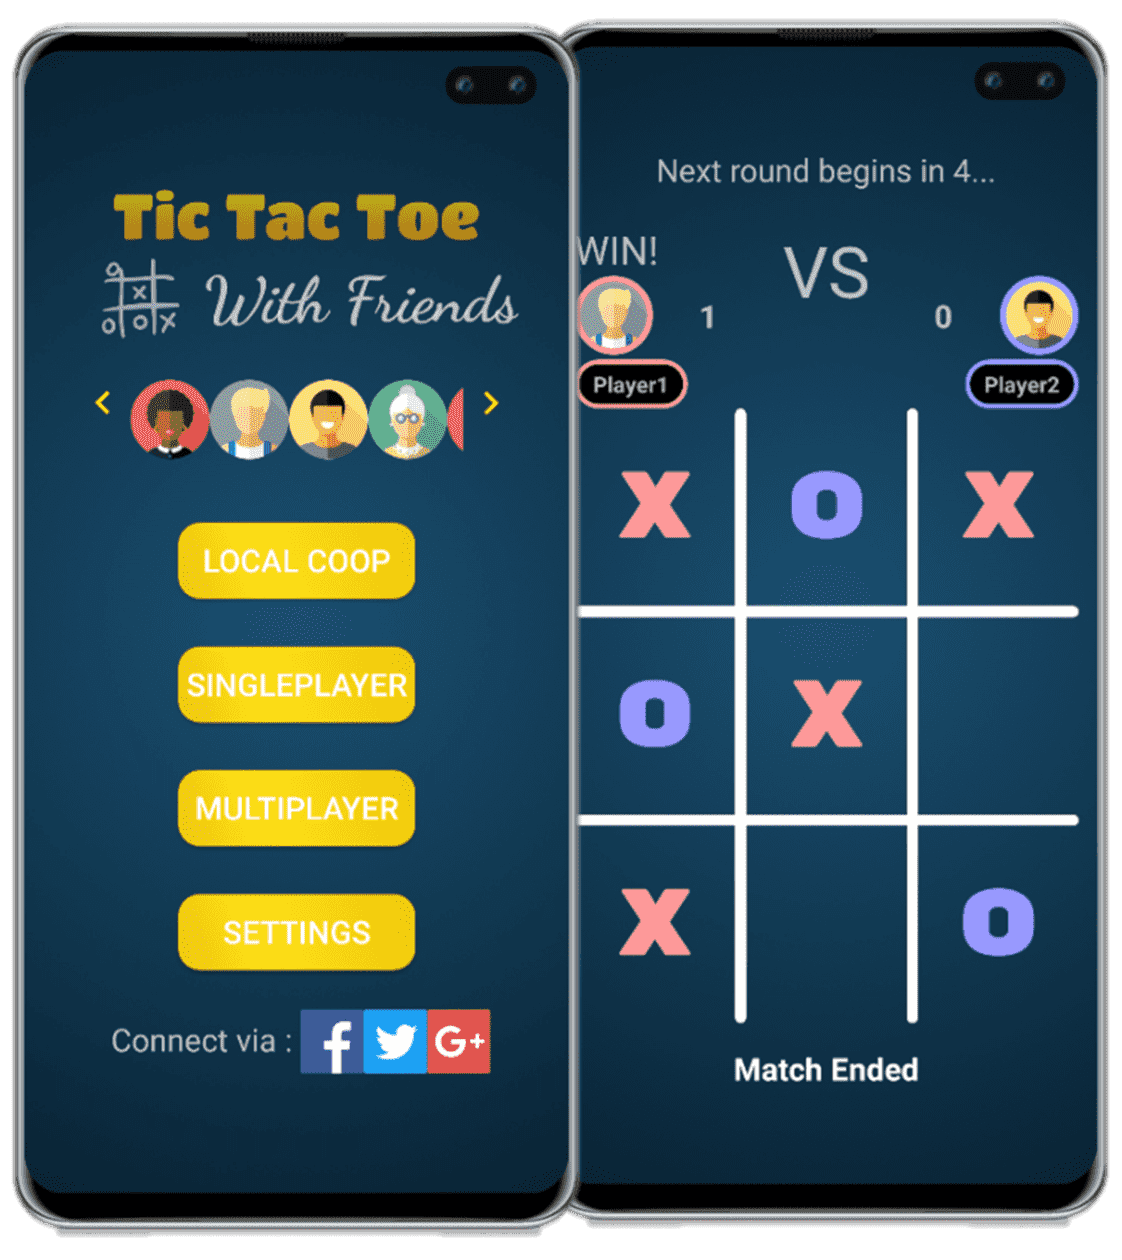 Tic Tac Toe
With Friends
LOCAL COOP
SINGLEPLAYER
MULTIPLAYER
SETTINGS
Connect via : f G+
Next round begins in 4...
WIN!
VS
1 0
Player1 Player2
X O X
O X
X O
Match Ended